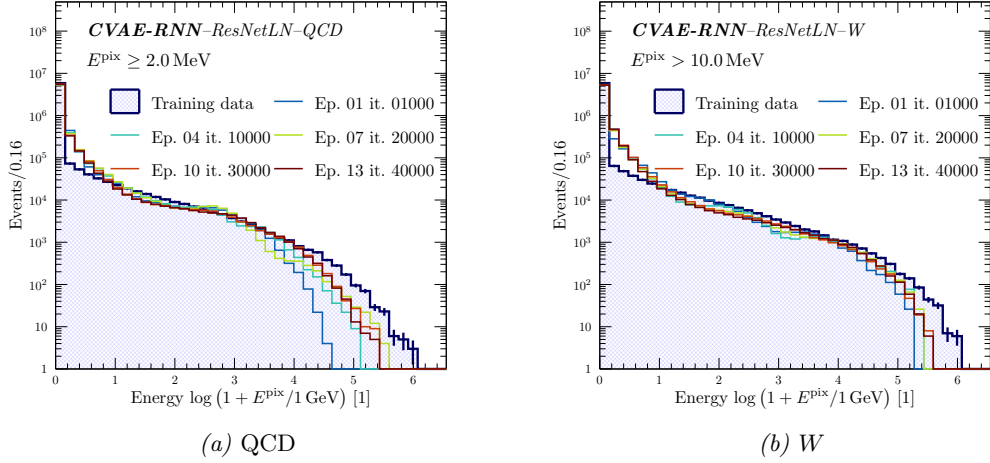 CVAE-RNN–ResNetLN–QCD
E^pix ≥ 2.0 MeV
Training data
Ep. 01 it. 01000
Ep. 04 it. 10000
Ep. 07 it. 20000
Ep. 10 it. 30000
Ep. 13 it. 40000
Events/0.16
10^8
10^7
10^6
10^5
10^4
10^3
10^2
10
1
0 1 2 3 4 5 6
Energy log (1 + E^pix/1 GeV) [1]
(a) QCD
CVAE-RNN–ResNetLN–W
E^pix > 10.0 MeV
Training data
Ep. 01 it. 01000
Ep. 04 it. 10000
Ep. 07 it. 20000
Ep. 10 it. 30000
Ep. 13 it. 40000
Events/0.16
10^8
10^7
10^6
10^5
10^4
10^3
10^2
10
1
0 1 2 3 4 5 6
Energy log (1 + E^pix/1 GeV) [1]
(b) W